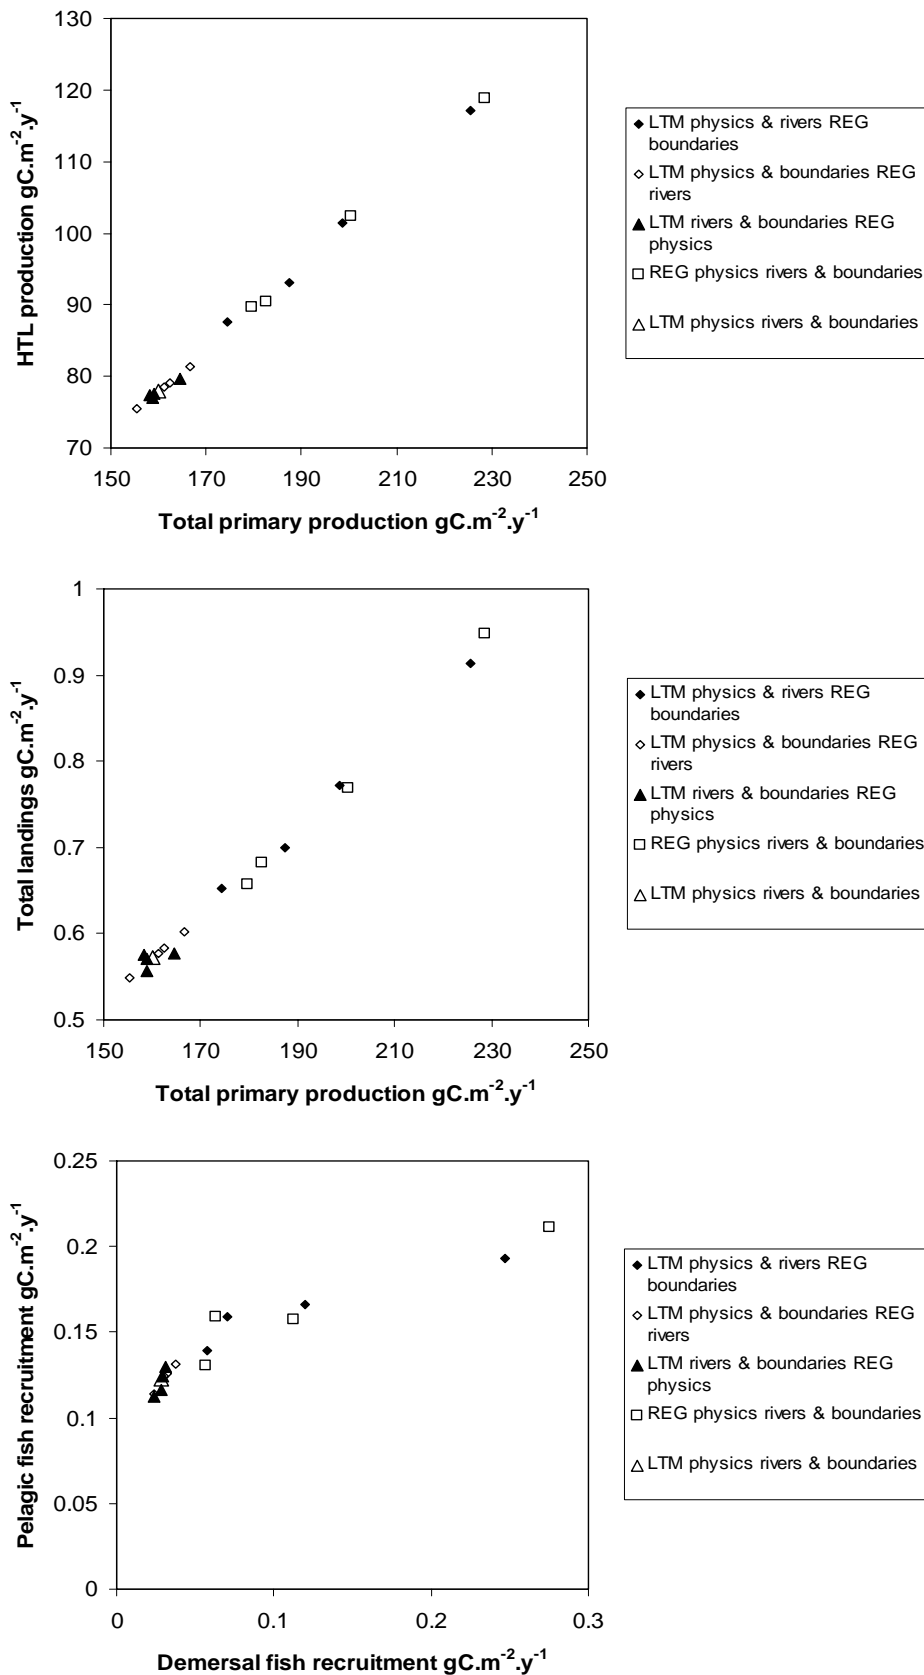 130
120
110
100
90
80
70
HTL production gC.m⁻².y⁻¹
150 170 190 210 230 250
Total primary production gC.m⁻².y⁻¹
LTM physics & rivers REG
boundaries
LTM physics & boundaries REG
rivers
LTM rivers & boundaries REG
physics
REG physics rivers & boundaries
LTM physics rivers & boundaries
1
0.9
0.8
0.7
0.6
0.5
Total landings gC.m⁻².y⁻¹
150 170 190 210 230 250
Total primary production gC.m⁻².y⁻¹
LTM physics & rivers REG
boundaries
LTM physics & boundaries REG
rivers
LTM rivers & boundaries REG
physics
REG physics rivers & boundaries
LTM physics rivers & boundaries
0.25
0.2
0.15
0.1
0.05
0
Pelagic fish recruitment gC.m⁻².y⁻¹
0 0.1 0.2 0.3
Demersal fish recruitment gC.m⁻².y⁻¹
LTM physics & rivers REG
boundaries
LTM physics & boundaries REG
rivers
LTM rivers & boundaries REG
physics
REG physics rivers & boundaries
LTM physics rivers & boundaries